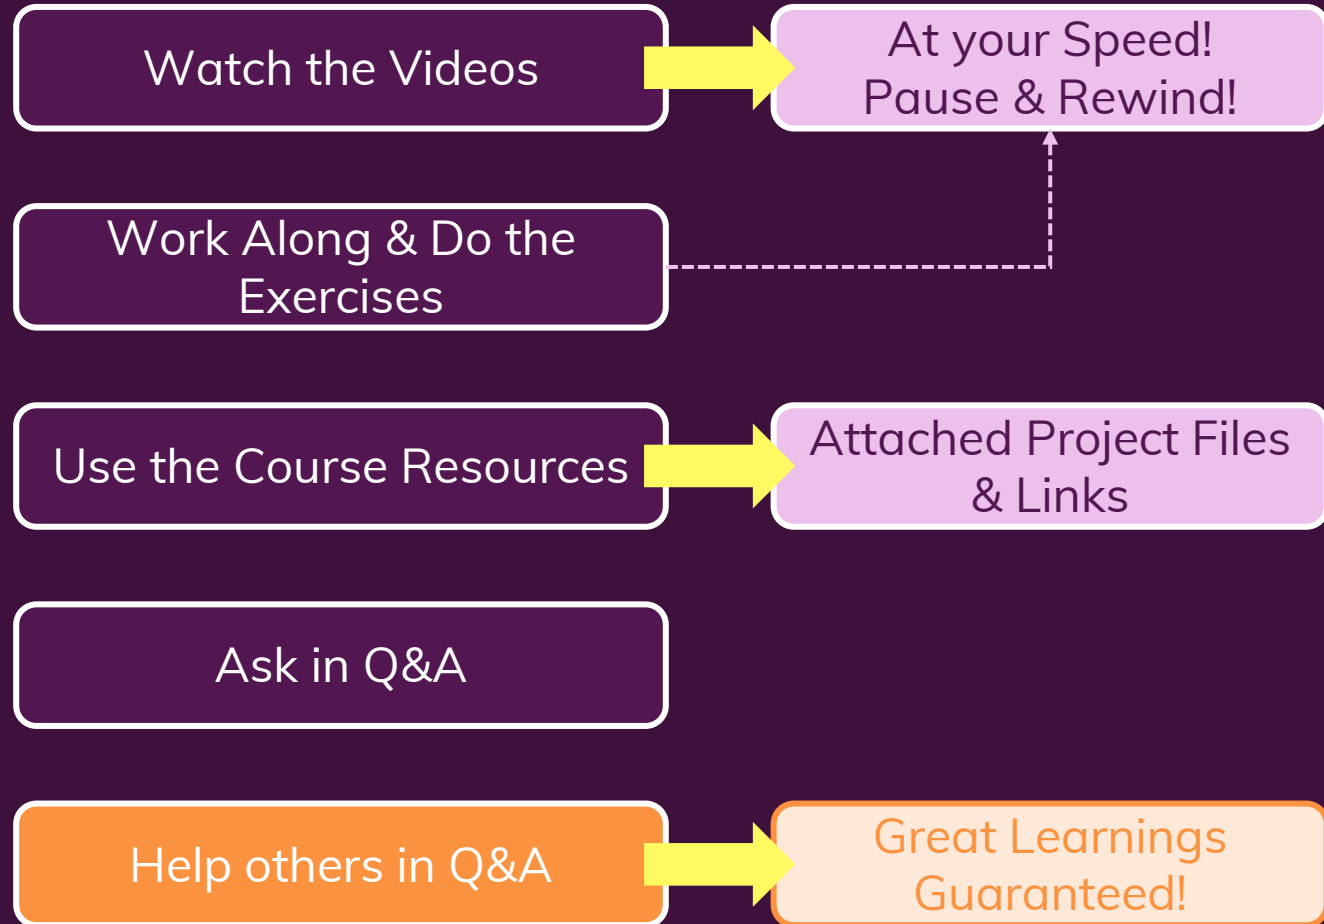 Watch the Videos
At your Speed!
Pause & Rewind!
Work Along & Do the
Exercises
Use the Course Resources
Attached Project Files
& Links
Ask in Q&A
Help others in Q&A
Great Learnings
Guaranteed!